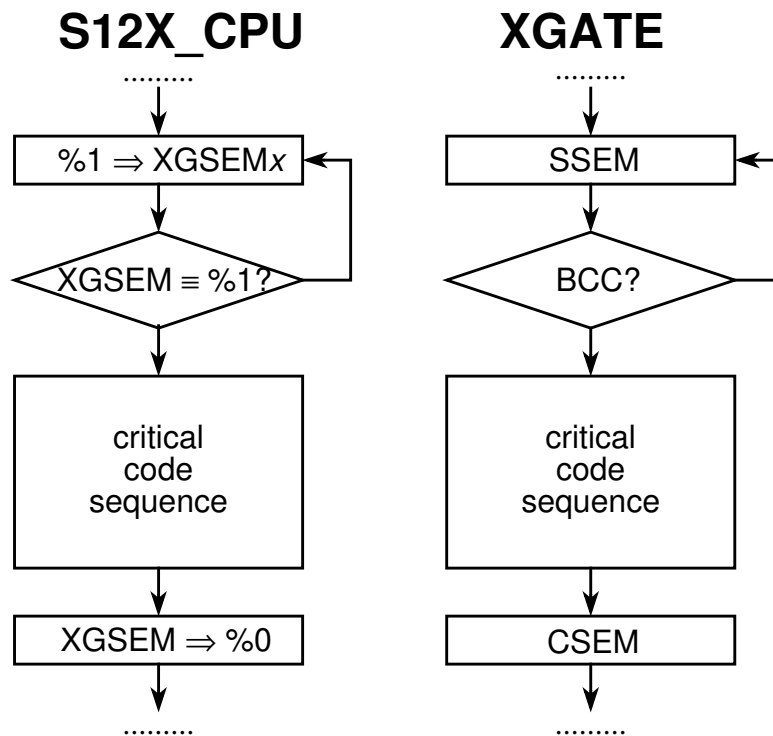 S12X_CPU
.........
%1 ⇒ XGSEMx
XGSEM ≡ %1?
critical
code
sequence
XGSEM ⇒ %0
.........
XGATE
.........
SSEM
BCC?
critical
code
sequence
CSEM
.........